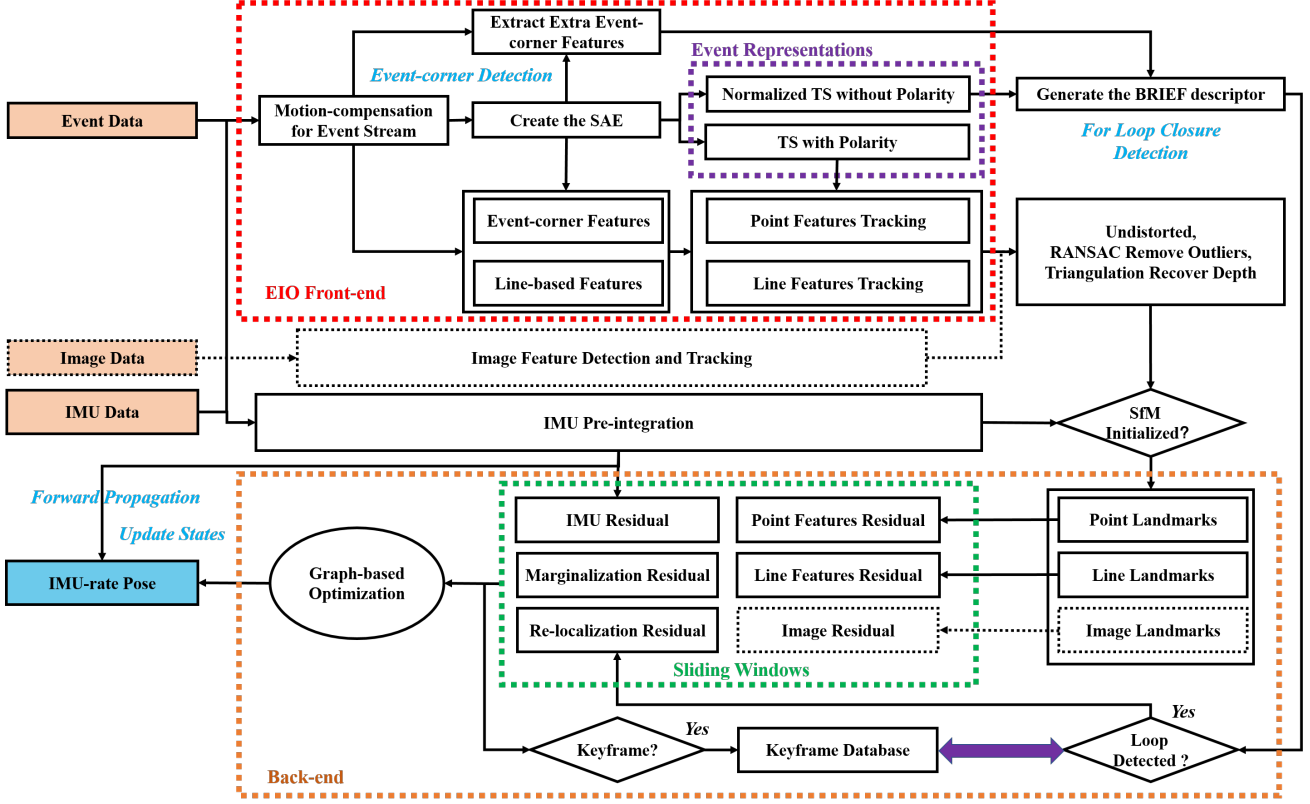 Extract Extra Event-
corner Features
Event Representations
Event-corner Detection
Event Data
Motion-compensation
for Event Stream
Create the SAE
Normalized TS without Polarity
Generate the BRIEF descriptor
TS with Polarity
For Loop Closure
Detection
Event-corner Features
Point Features Tracking
Undistorted,
RANSAC Remove Outliers,
Triangulation Recover Depth
Line-based Features
Line Features Tracking
EIO Front-end
Image Data
Image Feature Detection and Tracking
IMU Data
IMU Pre-integration
SfM
Initialized?
Forward Propagation
Update States
IMU Residual
Point Features Residual
Point Landmarks
IMU-rate Pose
Graph-based
Optimization
Marginalization Residual
Line Features Residual
Line Landmarks
Re-localization Residual
Image Residual
Image Landmarks
Sliding Windows
Yes
Yes
Keyframe?
Keyframe Database
Loop
Detected ?
Back-end